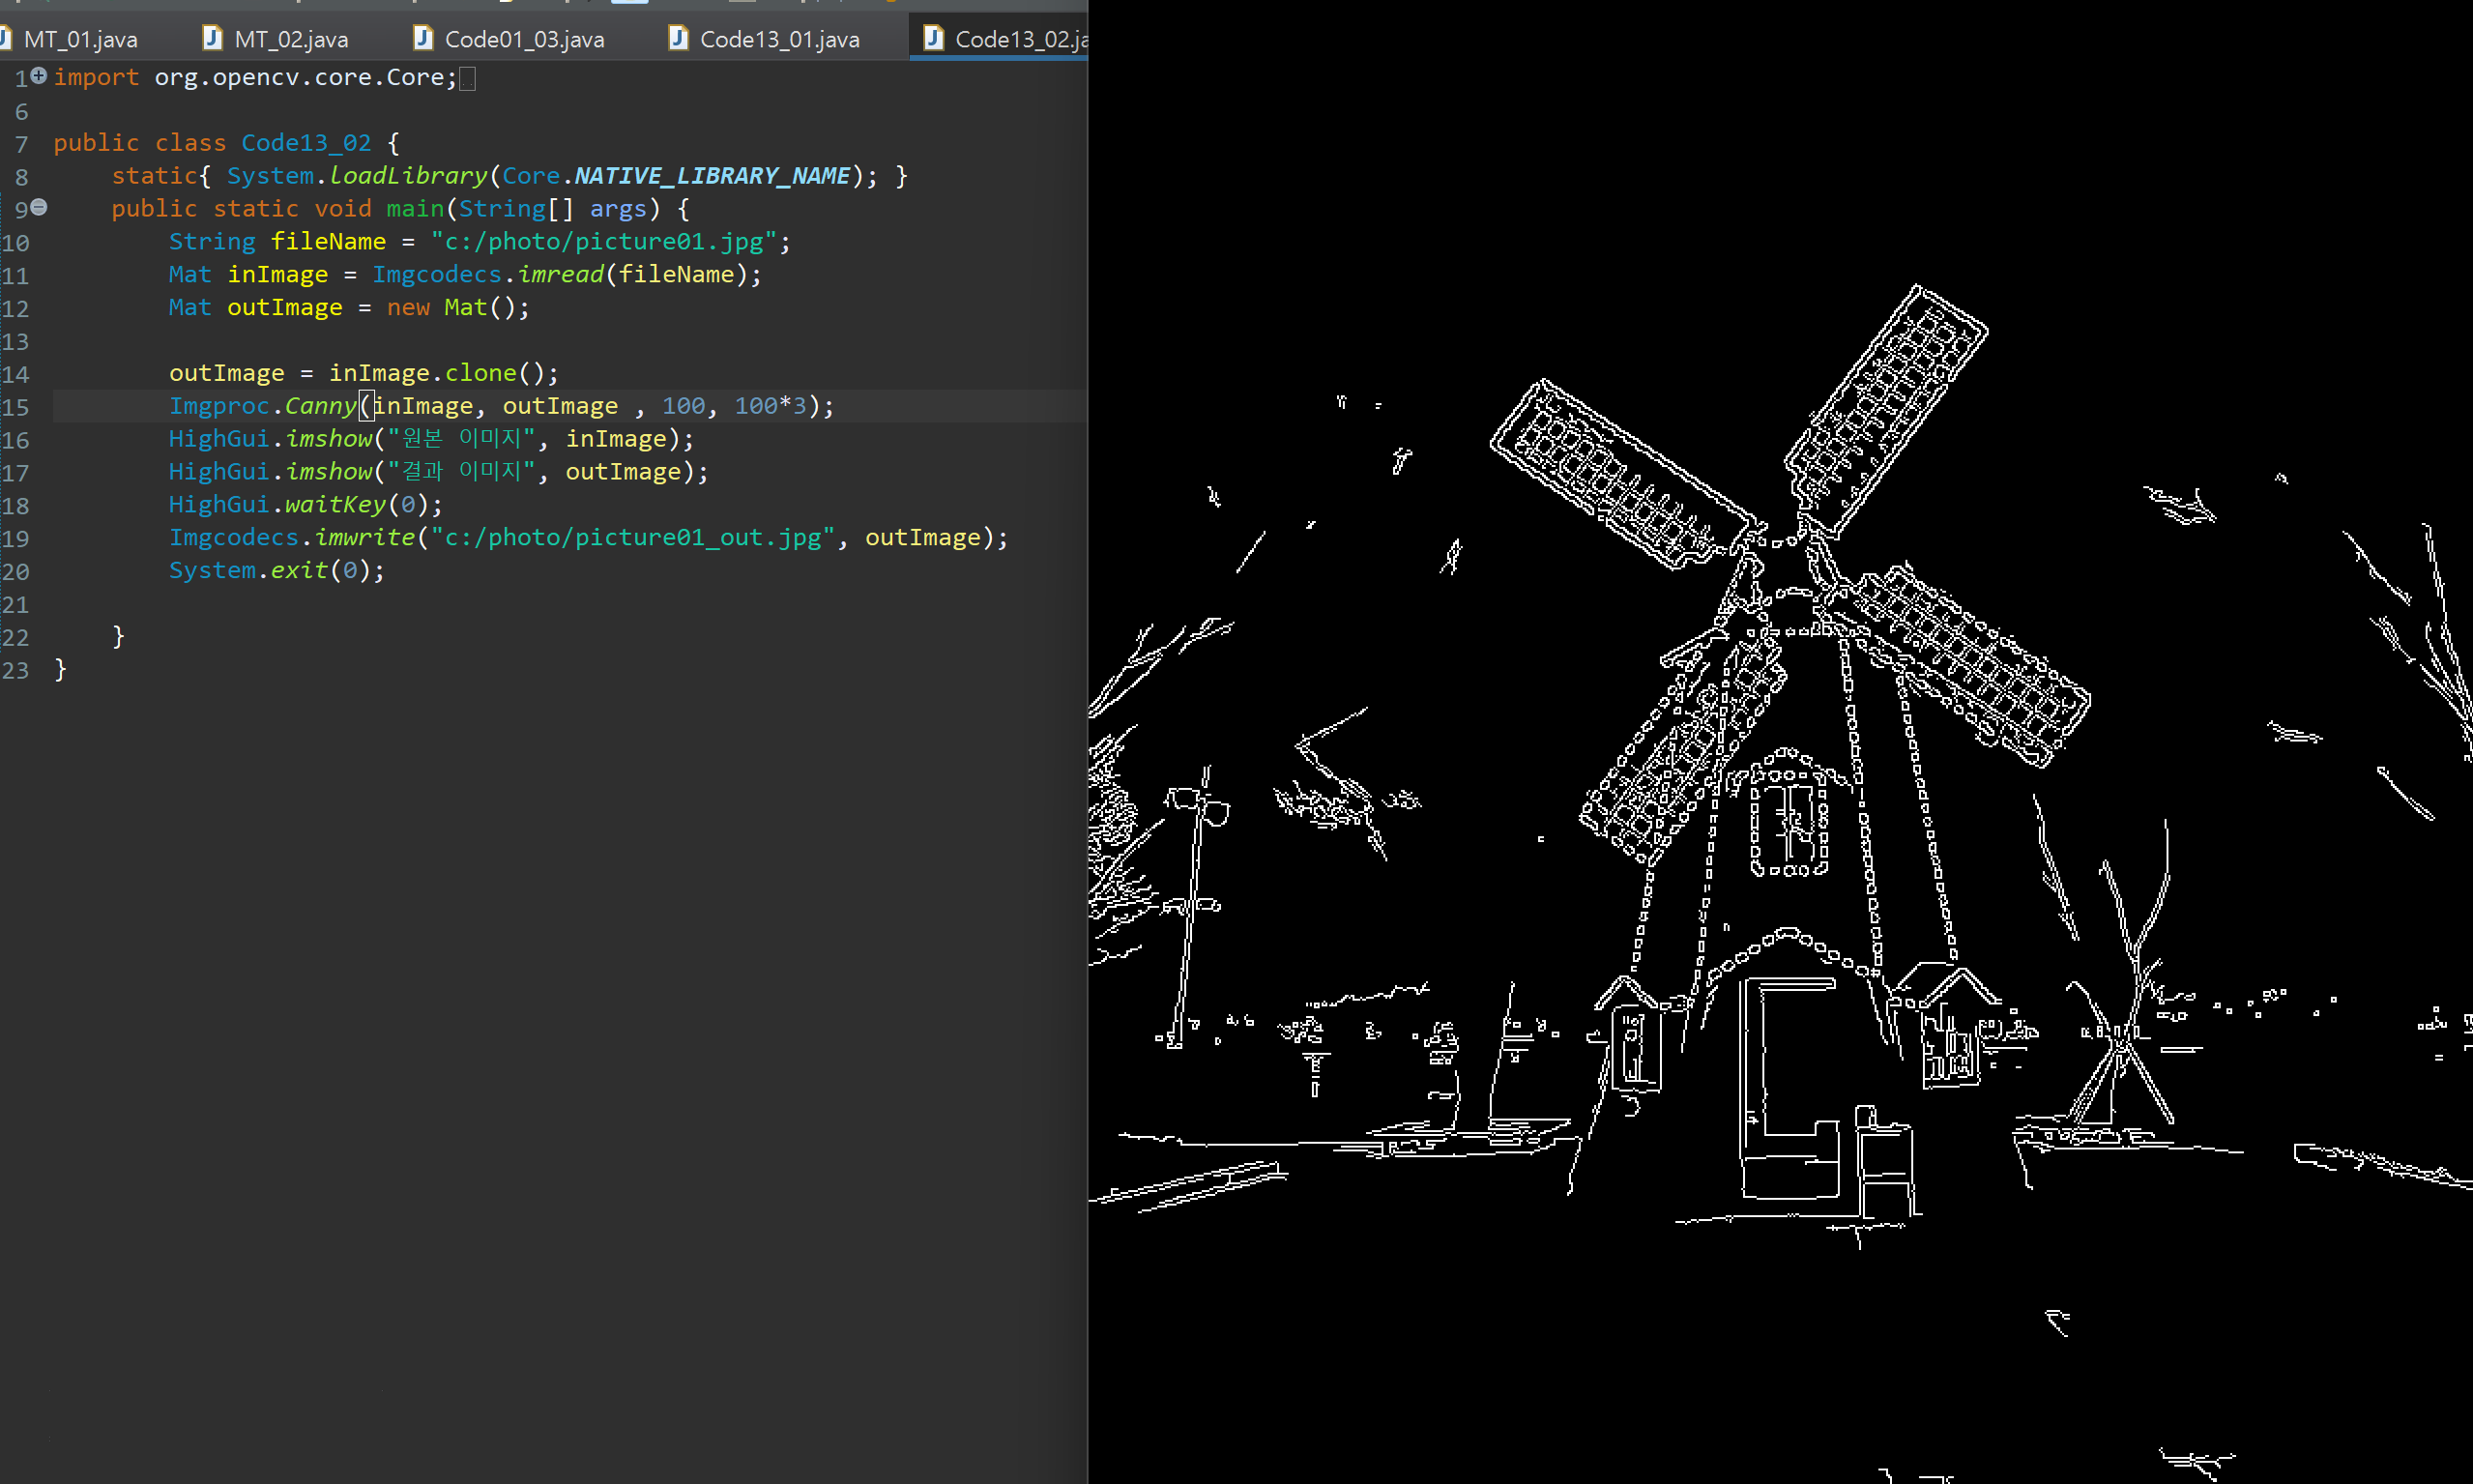 MT_01.java MT_02.java Code01_03.java Code13_01.java Code13_02.ja
1 import org.opencv.core.Core;
6
7 public class Code13_02 {
8 static{ System.loadLibrary(Core.NATIVE_LIBRARY_NAME); }
9 public static void main(String[] args) {
10 String fileName = "c:/photo/picture01.jpg";
11 Mat inImage = Imgcodecs.imread(fileName);
12 Mat outImage = new Mat();
13
14 outImage = inImage.clone();
15 Imgproc.Canny(inImage, outImage , 100, 100*3);
16 HighGui.imshow("원본 이미지", inImage);
17 HighGui.imshow("결과 이미지", outImage);
18 HighGui.waitKey(0);
19 Imgcodecs.imwrite("c:/photo/picture01_out.jpg", outImage);
20 System.exit(0);
21
22 }
23 }